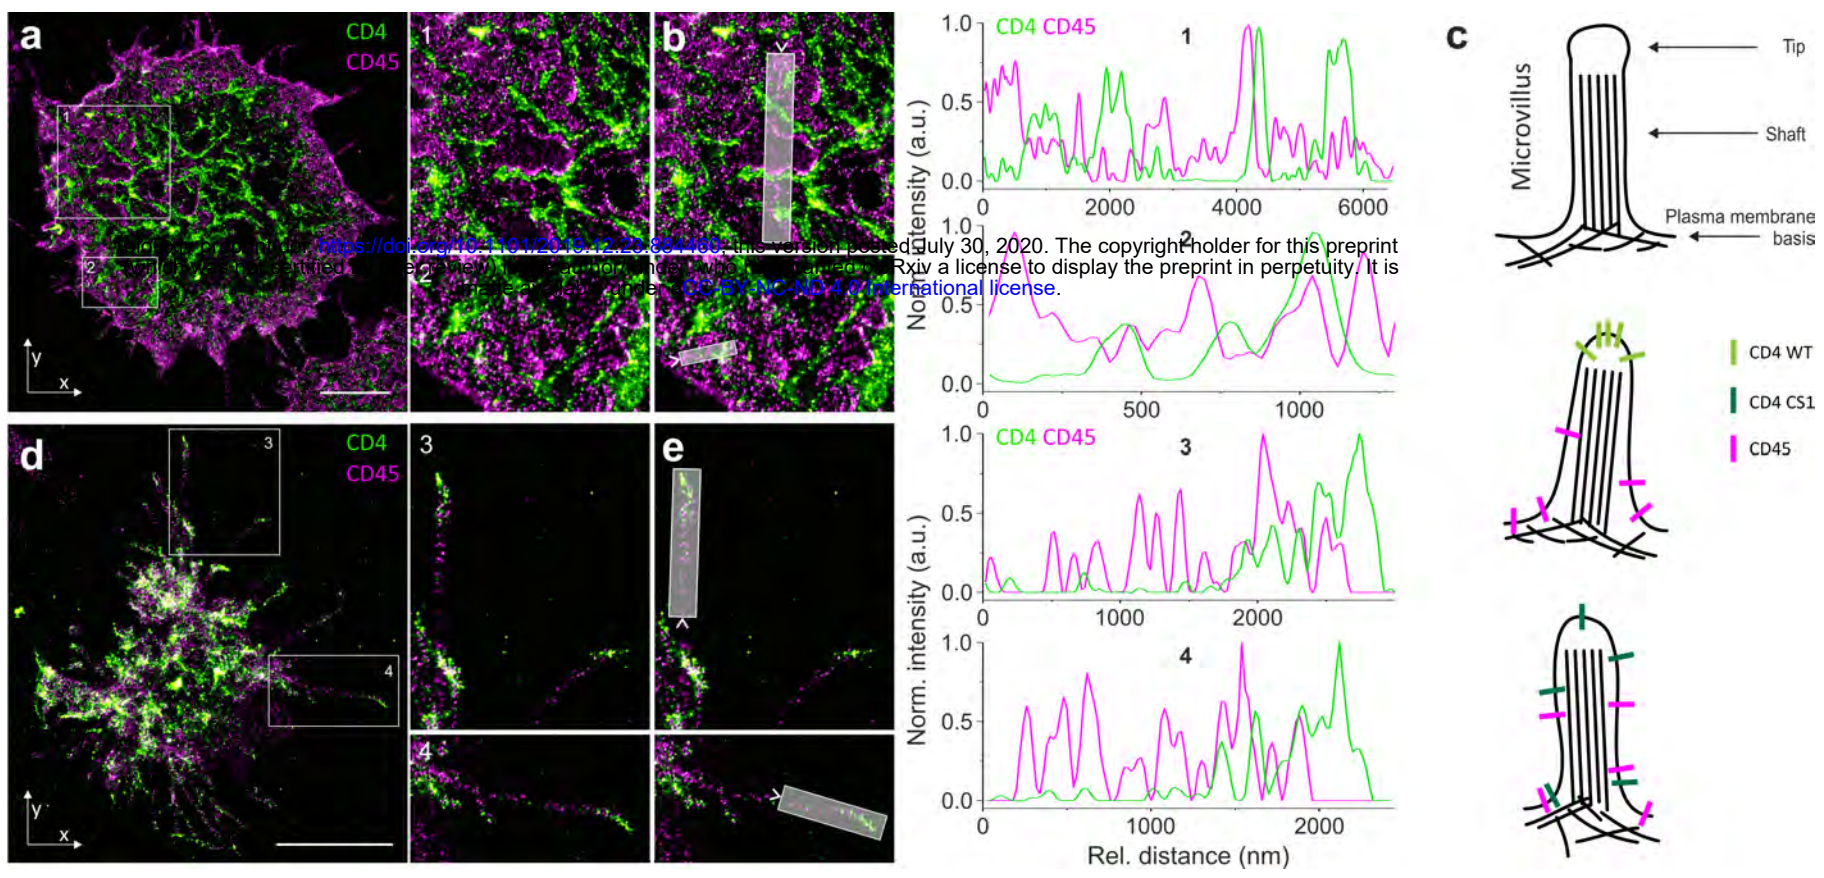 a
CD4
CD45
1
2
y
x
1
2
b
Norm. intensity (a.u.)
CD4 CD45
1
1.0
0.5
0.0
0 2000 4000 6000
2
1.0
0.5
0.0
0 500 1000
c
Microvillus
Tip
Shaft
Plasma membrane
basis
CD4 WT
CD4 CS1
CD45
https://doi.org/10.1101/2019.12.23.884460; this version posted July 30, 2020. The copyright holder for this preprint
a license to display the preprint in perpetuity. It is
CC-BY-NC-ND 4.0 International license.
d
CD4
CD45
3
4
y
x
3
4
e
Norm. intensity (a.u.)
CD4 CD45
3
1.0
0.5
0.0
0 1000 2000
4
1.0
0.5
0.0
0 1000 2000
Rel. distance (nm)